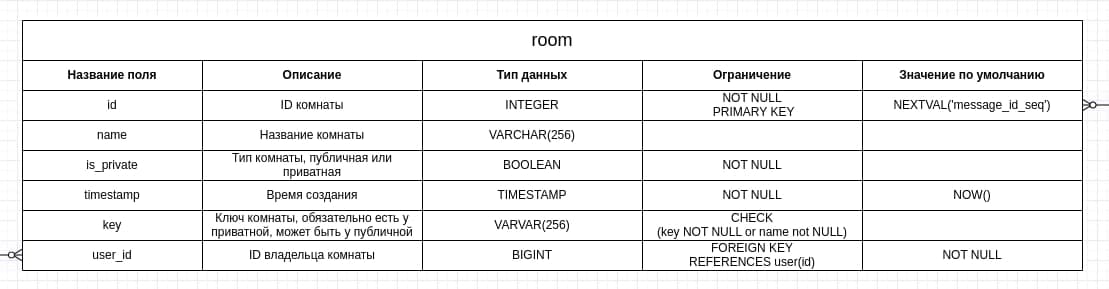 room
Название поля
Описание
Тип данных
Ограничение
Значение по умолчанию
id
ID комнаты
INTEGER
NOT NULL
PRIMARY KEY
NEXTVAL('message_id_seq')
name
Название комнаты
VARCHAR(256)
is_private
Тип комнаты, публичная или
приватная
BOOLEAN
NOT NULL
timestamp
Время создания
TIMESTAMP
NOT NULL
NOW()
key
Ключ комнаты, обязательно есть у
приватной, может быть у публичной
VARVAR(256)
CHECK
(key NOT NULL or name not NULL)
user_id
ID владельца комнаты
BIGINT
FOREIGN KEY
REFERENCES user(id)
NOT NULL